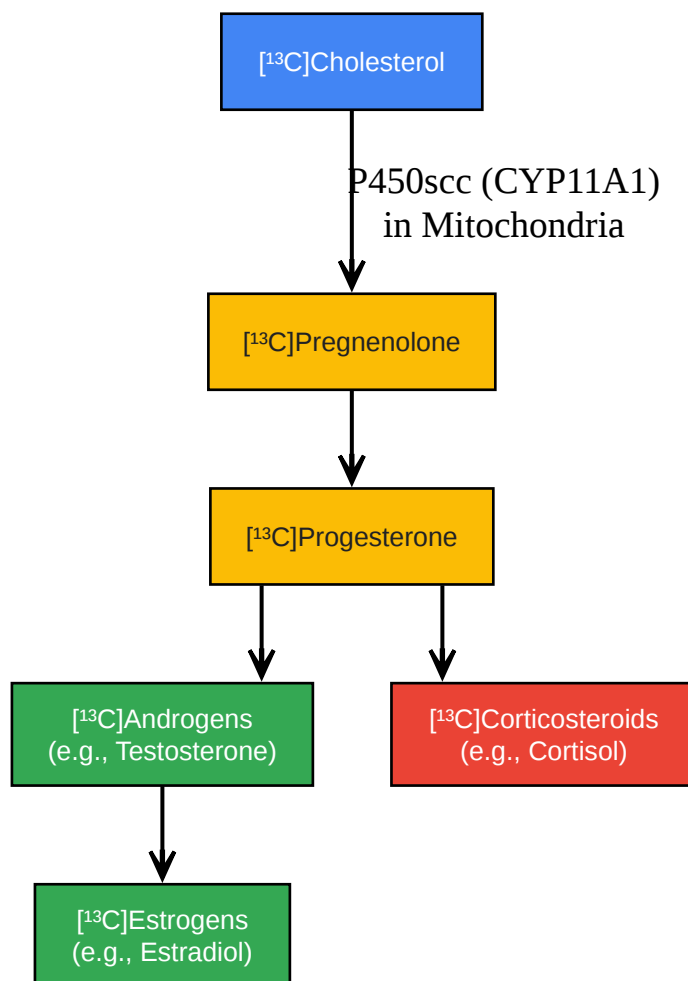 [¹³C]Cholesterol
P450scc (CYP11A1)
in Mitochondria
[¹³C]Pregnenolone
[¹³C]Progesterone
[¹³C]Androgens
(e.g., Testosterone)
[¹³C]Corticosteroids
(e.g., Cortisol)
[¹³C]Estrogens
(e.g., Estradiol)